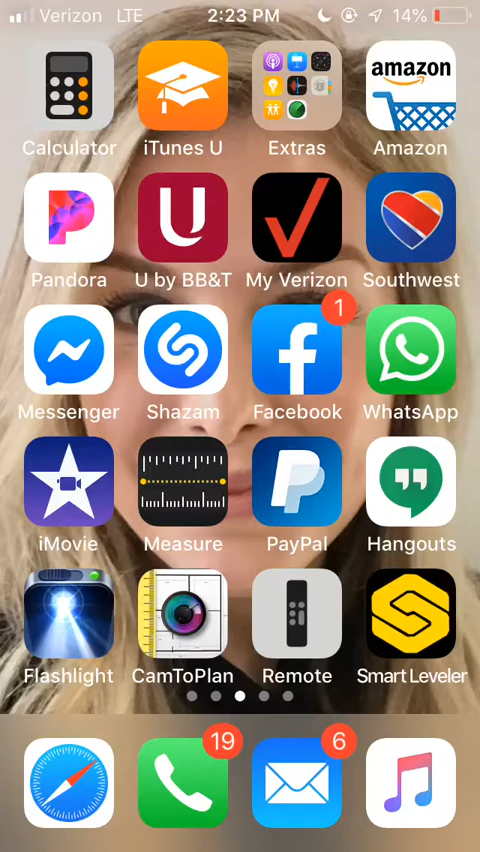 Verizon LTE 2:23 PM 14%
amazon
Calculator iTunes U Extras Amazon
Pandora U by BB&T My Verizon Southwest
1
Messenger Shazam Facebook WhatsApp
iMovie Measure PayPal Hangouts
Flashlight CamToPlan Remote Smart Leveler
19 6